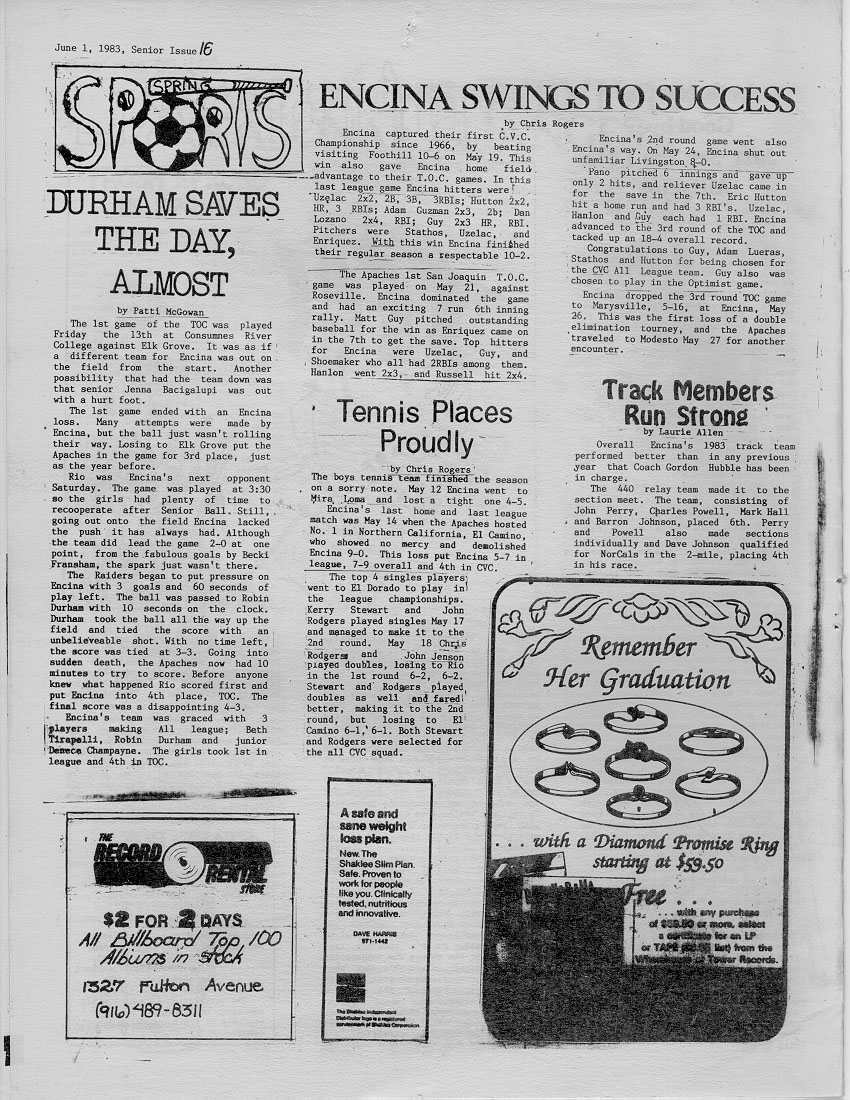 June 1, 1983, Senior Issue 16
SPRING
SPORTS
DURHAM SAVES
THE DAY,
ALMOST
by Patti McGowan
The 1st game of the TOC was played
Friday the 13th at Consumnes River
College against Elk Grove. It was as if
a different team for Encina was out on
the field from the start. Another
possibility that had the team down was
that senior Jenna Bacigalupi was out
with a hurt foot.
The 1st game ended with an Encina
loss. Many attempts were made by
Encina, but the ball just wasn't rolling
their way. Losing to Elk Grove put the
Apaches in the game for 3rd place, just
as the year before.
Rio was Encina's next opponent
Saturday. The game was played at 3:30
so the girls had plenty of time to
recooperate after Senior Ball. Still,
going out onto the field Encina lacked
the push it has always had. Although
the team did lead the game 2-0 at one
point, from the fabulous goals by Becki
Fransham, the spark just wasn't there.
The Raiders began to put pressure on
Encina with 3 goals and 60 seconds of
play left. The ball was passed to Robin
Durham with 10 seconds on the clock.
Durham took the ball all the way up the
field and tied the score with an
unbelieveable shot. With no time left,
the score was tied at 3-3. Going into
sudden death, the Apaches now had 10
minutes to try to score. Before anyone
knew what happened Rio scored first and
put Encina into 4th place, TOC. The
final score was a disappointing 4-3.
Encina's team was graced with 3
players making All league; Beth
Tirapelli, Robin Durham and junior
Deneca Champayne. The girls took 1st in
league and 4th in TOC.
ENCINA SWINGS TO SUCCESS
by Chris Rogers
Encina captured their first C.V.C.
Championship since 1966, by beating
visiting Foothill 10-6 on May 19. This
win also gave Encina home field
advantage to their T.O.C. games. In this
last league game Encina hitters were
Uzelac 2x2, 2B, 3B, 3RBIs; Hutton 2x2,
HR, 3 RBIs; Adam Guzman 2x3, 2b; Dan
Lozano 2x4, RBI; Guy 2x3 HR, RBI.
Pitchers were Stathos, Uzelac, and
Enriquez. With this win Encina finished
their regular season a respectable 10-2.
The Apaches 1st San Joaquin T.O.C.
game was played on May 21, against
Roseville. Encina dominated the game
and had an exciting 7 run 6th inning
rally. Matt Guy pitched outstanding
baseball for the win as Enriquez came on
in the 7th to get the save. Top hitters
for Encina were Uzelac, Guy, and
Shoemaker who all had 2RBIs among them.
Hanlon went 2x3, and Russell hit 2x4.
Encina's 2nd round game went also
Encina's way. On May 24, Encina shut out
unfamiliar Livingston 8-0.
Pano pitched 6 innings and gave up
only 2 hits, and reliever Uzelac came in
for the save in the 7th. Eric Hutton
hit a home run and had 3 RBI's. Uzelac,
Hanlon and Guy each had 1 RBI. Encina
advanced to the 3rd round of the TOC and
tacked up an 18-4 overall record.
Congratulations to Guy, Adam Lueras,
Stathos and Hutton for being chosen for
the CVC All League team. Guy also was
chosen to play in the Optimist game.
Encina dropped the 3rd round TOC game
to Marysville, 5-16, at Encina, May
26. This was the first loss of a double
elimination tourney, and the Apaches
traveled to Modesto May 27 for another
encounter.
Tennis Places
Proudly
by Chris Rogers
The boys tennis team finished the season
on a sorry note. May 12 Encina went to
Mira Loma and lost a tight one 4-5.
Encina's last home and last league
match was May 14 when the Apaches hosted
No. 1 in Northern California, El Camino,
who showed no mercy and demolished
Encina 9-0. This loss put Encina 5-7 in
league, 7-9 overall and 4th in CVC.
The top 4 singles players
went to El Dorado to play in
the league championships.
Kerry Stewart and John
Rodgers played singles May 17
and managed to make it to the
2nd round. May 18 Chris
Rodgers and John Jenson
played doubles, losing to Rio
in the 1st round 6-2, 6-2.
Stewart and Rodgers played
doubles as well and fared
better, making it to the 2nd
round, but losing to El
Camino 6-1, 6-1. Both Stewart
and Rodgers were selected for
the all CVC squad.
Track Members
Run Strong
by Laurie Allen
Overall Encina's 1983 track team
performed better than in any previous
year that Coach Gordon Hubble has been
in charge.
The 440 relay team made it to the
section meet. The team, consisting of
John Perry, Charles Powell, Mark Hall
and Barron Johnson, placed 6th. Perry
and Powell also made sections
individually and Dave Johnson qualified
for NorCals in the 2-mile, placing 4th
in his race.
THE
RECORD
RENTAL
STORE
$2 FOR 2 DAYS
All Billboard Top 100
Albums in stock
1327 Fulton Avenue
(916) 489-8311
A safe and
sane weight
loss plan.
New. The
Shaklee Slim Plan.
Safe. Proven to
work for people
like you. Clinically
tested, nutritious
and innovative.
DAVE HARRIS
971-1442
The Shaklee Independent
Distributor logo is a registered
servicemark of Shaklee Corporation
Remember
Her Graduation
. . . with a Diamond Promise Ring
starting at $59.50
Free . . .
. . . with any purchase
of $59.50 or more, select
a certificate for an LP
or TAPE list) from the
of Tower Records.